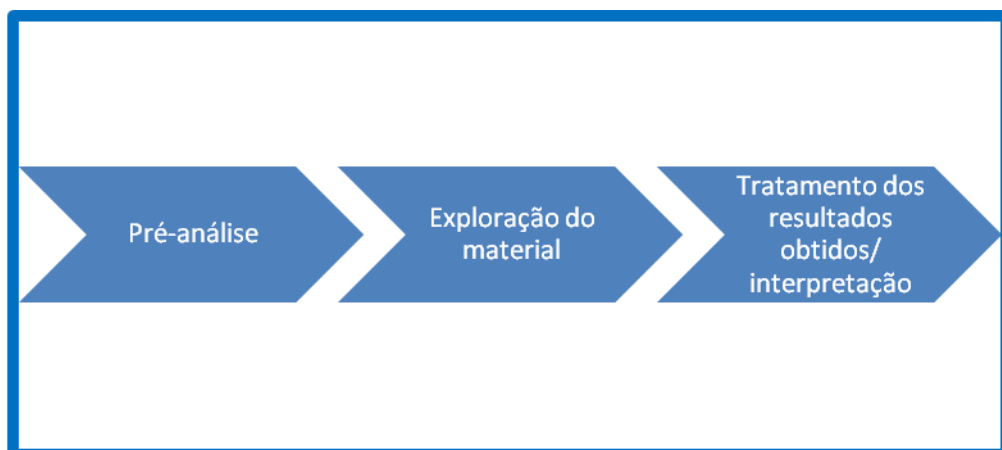 Pré-análise
Exploração do
material
Tratamento dos
resultados
obtidos/
interpretação